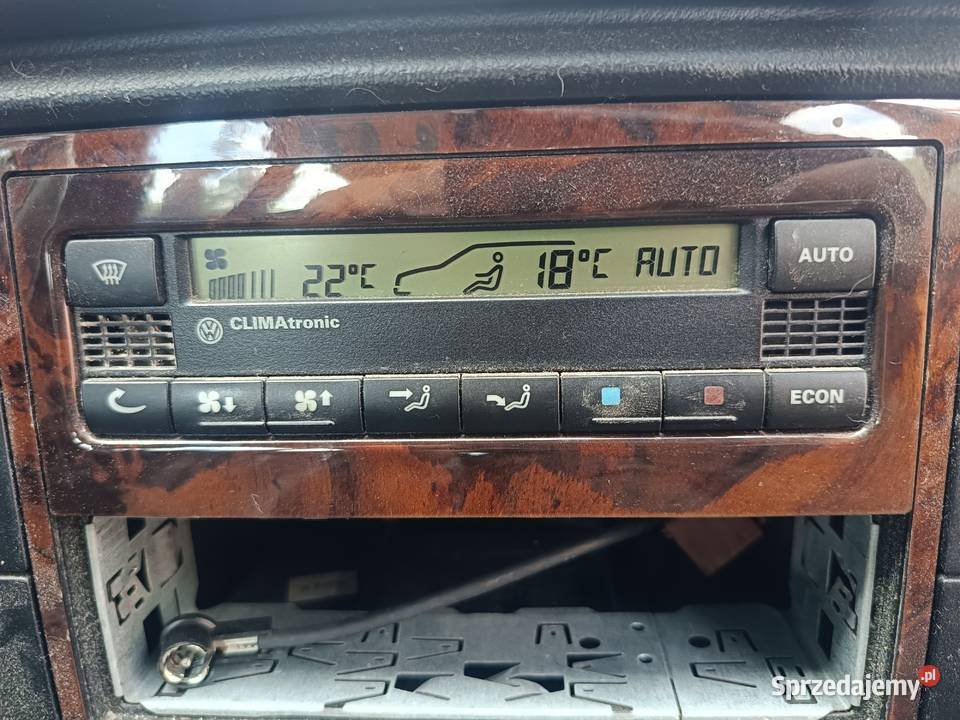 22°C 18°C AUTO
AUTO
CLIMAtronic
ECON
Sprzedajemy.pl